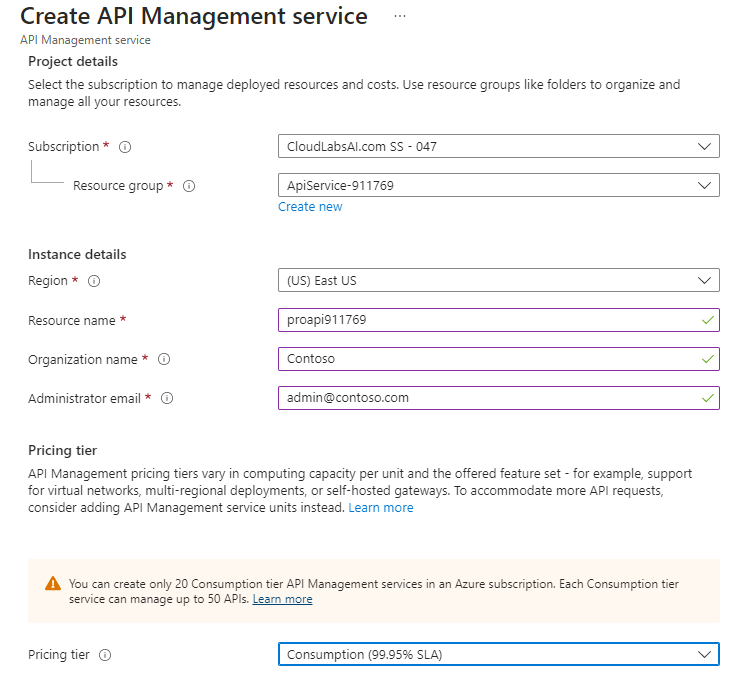 Create API Management service ...
API Management service
Project details
Select the subscription to manage deployed resources and costs. Use resource groups like folders to organize and
manage all your resources.
Subscription * CloudLabsAI.com SS - 047
Resource group * ApiService-911769
Create new
Instance details
Region * (US) East US
Resource name * proapi911769
Organization name * Contoso
Administrator email * admin@contoso.com
Pricing tier
API Management pricing tiers vary in computing capacity per unit and the offered feature set - for example, support
for virtual networks, multi-regional deployments, or self-hosted gateways. To accommodate more API requests,
consider adding API Management service units instead. Learn more
You can create only 20 Consumption tier API Management services in an Azure subscription. Each Consumption tier
service can manage up to 50 APIs. Learn more
Pricing tier Consumption (99.95% SLA)